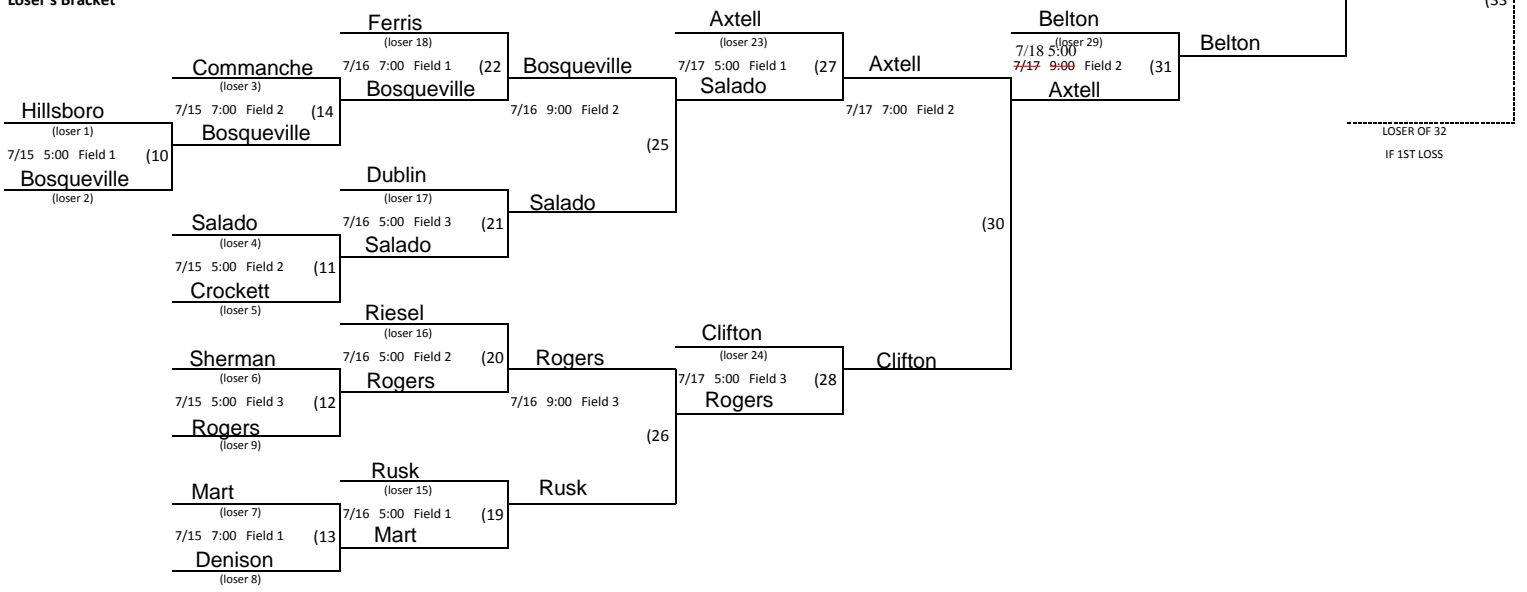 Loser's Bracket
(33
Ferris
(loser 18)
7/16 7:00 Field 1 (22
Bosqueville
Axtell
(loser 23)
7/17 5:00 Field 1 (27
Salado
Axtell
Belton
(loser 29)
7/18 5:00
7/17 9:00 Field 2 (31
Axtell
Belton
Commanche
(loser 3)
7/15 7:00 Field 2 (14
Bosqueville
Bosqueville
7/16 9:00 Field 2
(25
7/17 7:00 Field 2
Hillsboro
(loser 1)
7/15 5:00 Field 1 (10
Bosqueville
(loser 2)
LOSER OF 32
IF 1ST LOSS
Dublin
(loser 17)
7/16 5:00 Field 3 (21
Salado
Salado
Salado
(loser 4)
7/15 5:00 Field 2 (11
Crockett
(loser 5)
(30
Riesel
(loser 16)
7/16 5:00 Field 2 (20
Rogers
Rogers
Clifton
(loser 24)
7/17 5:00 Field 3 (28
Rogers
Clifton
Sherman
(loser 6)
7/15 5:00 Field 3 (12
Rogers
(loser 9)
7/16 9:00 Field 3
(26
Rusk
(loser 15)
7/16 5:00 Field 1 (19
Mart
Rusk
Mart
(loser 7)
7/15 7:00 Field 1 (13
Denison
(loser 8)